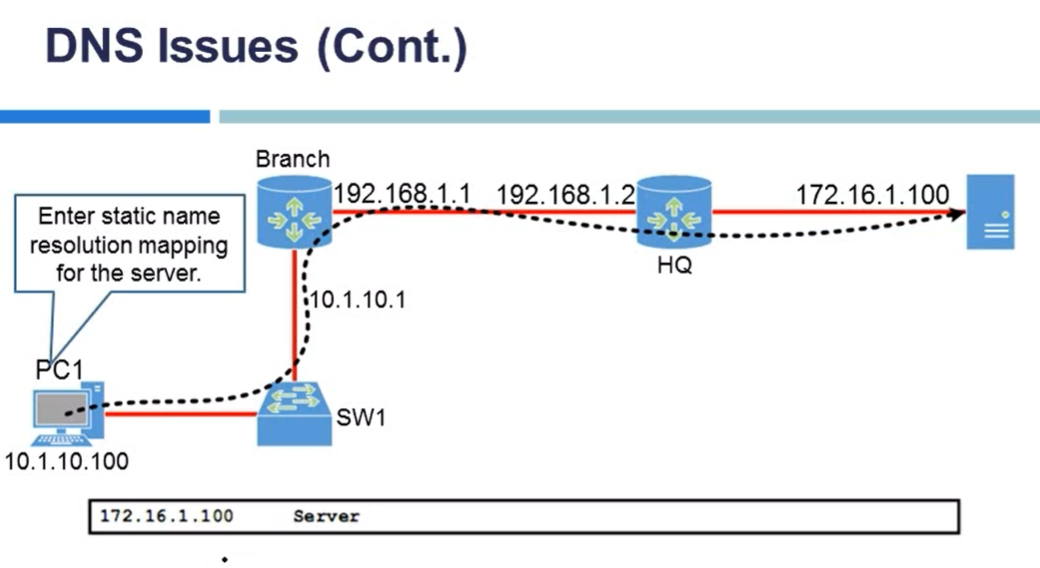 DNS Issues (Cont.)
Branch
192.168.1.1
192.168.1.2
172.16.1.100
Enter static name
resolution mapping
for the server.
HQ
10.1.10.1
PC1
SW1
10.1.10.100
172.16.1.100 Server